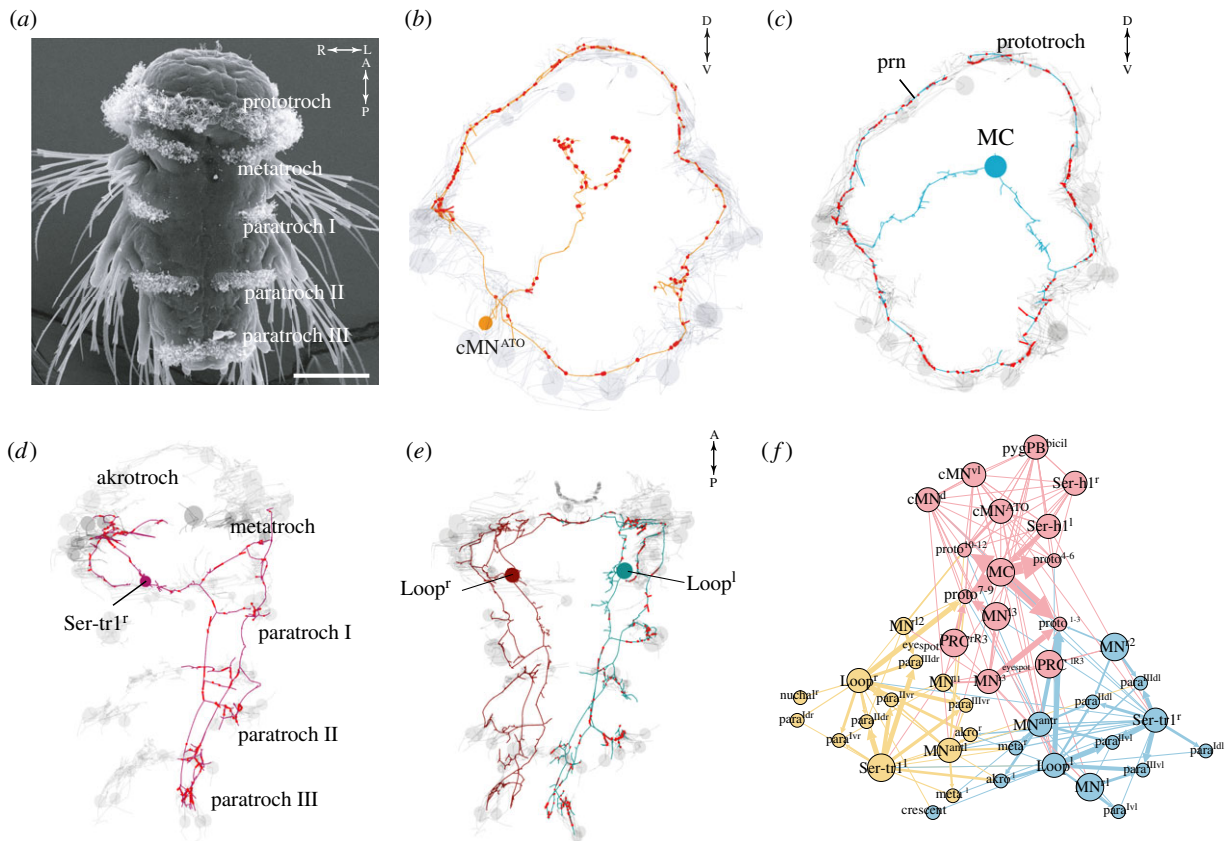 (a)
R L
A
P
prototroch
metatroch
paratroch I
paratroch II
paratroch III
(b)
D
V
cMN^ATO
(c)
D
V
prototroch
prn
MC
(d)
akrotroch
metatroch
Ser-tr1^r
paratroch I
paratroch II
paratroch III
(e)
A
P
Loop^r
Loop^l
(f)
pygPB^bicil
cMN^vl
Ser-h1^r
cMN^d
cMN^ATO
Ser-h1^l
proto^10-12
proto^4-6
MC
proto^7-9
MN^l3
proto^1-3
MN^l2
PRC^rR3
MN^r2
eyespot^r
para^IIIdr
eyespot^l
PRC^lR3
Loop^r
MN^l1
MN^r3
para^IIIdl
nuchal^r
para^IIvr
para^IIIvr
para^IIdl
para^Idr
para^IIdr
MN^antr
Ser-tr1^r
para^Ivr
akro^r
meta^r
para^IIvl
para^Idl
MN^antl
Ser-tr1^l
Loop^l
para^IIIvl
akro^l
MN^r1
meta^l
crescent
para^Ivl